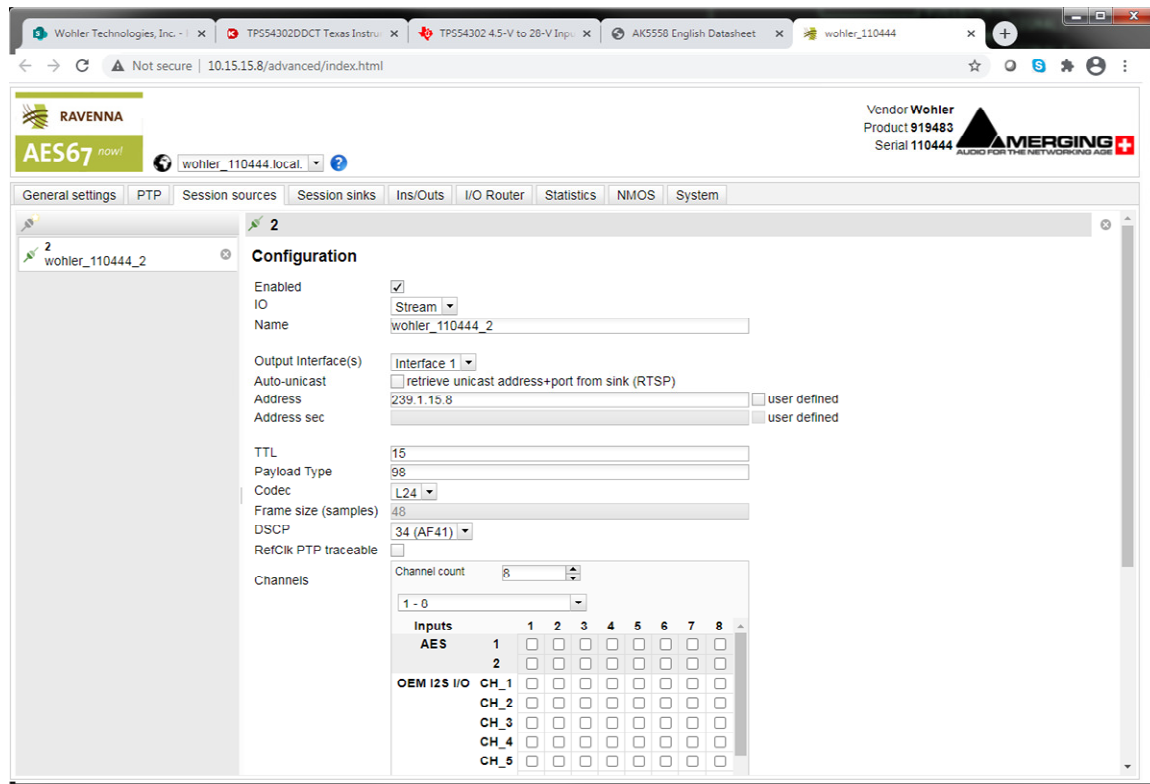 Wohler Technologies, Inc. -
TPS54302DDCT Texas Instru
TPS54302 4.5-V to 28-V Inpu
AK5558 English Datasheet
wohler_110444
Not secure | 10.15.15.8/advanced/index.html
RAVENNA
AES67 now!
wohler_110444.local.
?
Vendor Wohler
Product 919483
Serial 110444
MERGING
AUDIO FOR THE NETWORKING AGE
General settings PTP Session sources Session sinks Ins/Outs I/O Router Statistics NMOS System
2
wohler_110444_2
2
Configuration
Enabled
IO Stream
Name wohler_110444_2
Output Interface(s) Interface 1
Auto-unicast retrieve unicast address+port from sink (RTSP)
Address 239.1.15.8 user defined
Address sec user defined
TTL 15
Payload Type 98
Codec L24
Frame size (samples) 48
DSCP 34 (AF41)
RefClk PTP traceable
Channels Channel count 8
1 - 8
Inputs 1 2 3 4 5 6 7 8
AES 1
2
OEM I2S I/O CH_1
CH_2
CH_3
CH_4
CH_5